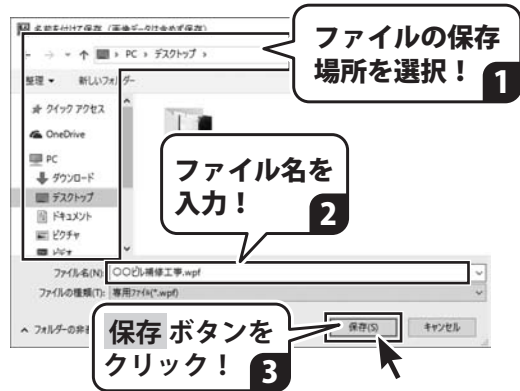 名前を付けて保存（画像データは含めず保存）
PC › デスクトップ ›
ファイルの保存
場所を選択！
1
整理 新しいフォルダー
クイック アクセス
OneDrive
PC
ダウンロード
デスクトップ
ドキュメント
ピクチャ
ビデオ
ファイル名を
入力！
2
ファイル名(N): 〇〇ビル補修工事.wpf
ファイルの種類(T): 専用ファイル(*.wpf)
フォルダーの非
保存 ボタンを
クリック！
3
保存(S) キャンセル